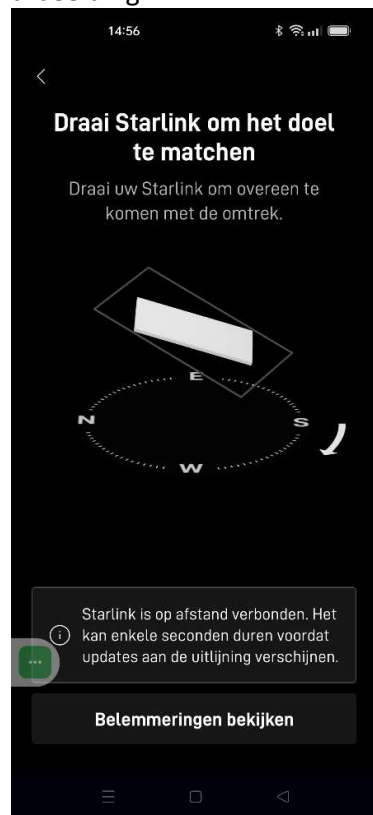 14:56
Draai Starlink om het doel
te matchen
Draai uw Starlink om overeen te
komen met de omtrek.
E
N
S
W
Starlink is op afstand verbonden. Het
kan enkele seconden duren voordat
updates aan de uitlijning verschijnen.
Belemmeringen bekijken